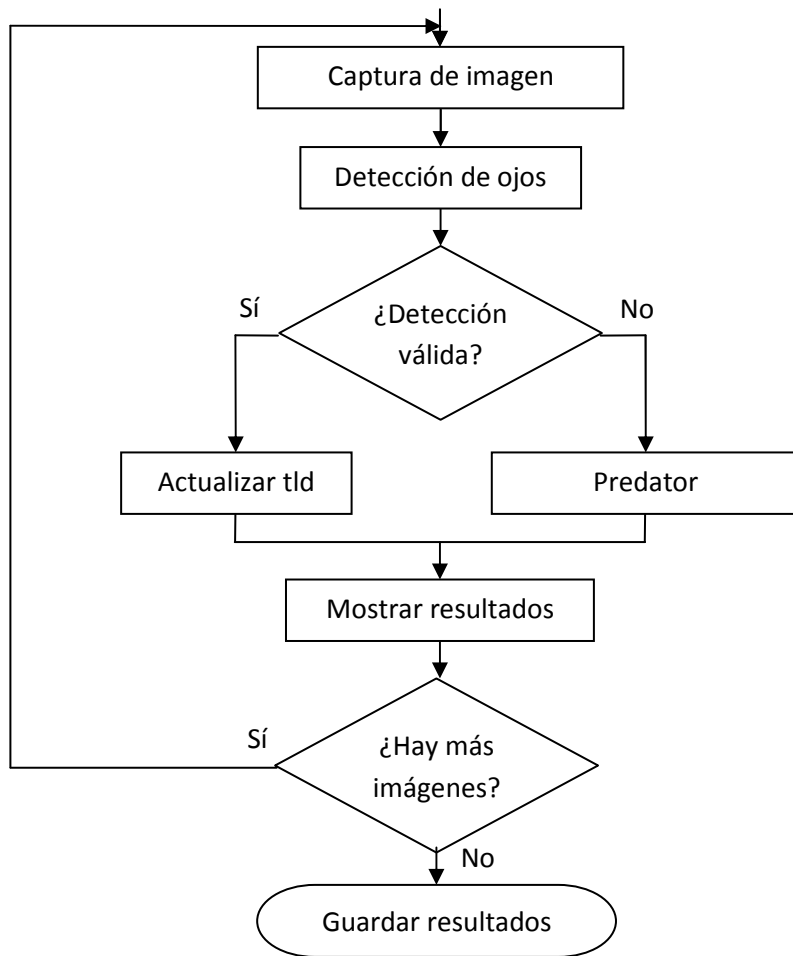 Captura de imagen
Detección de ojos
Sí
¿Detección
válida?
No
Actualizar tld
Predator
Mostrar resultados
Sí
¿Hay más
imágenes?
No
Guardar resultados